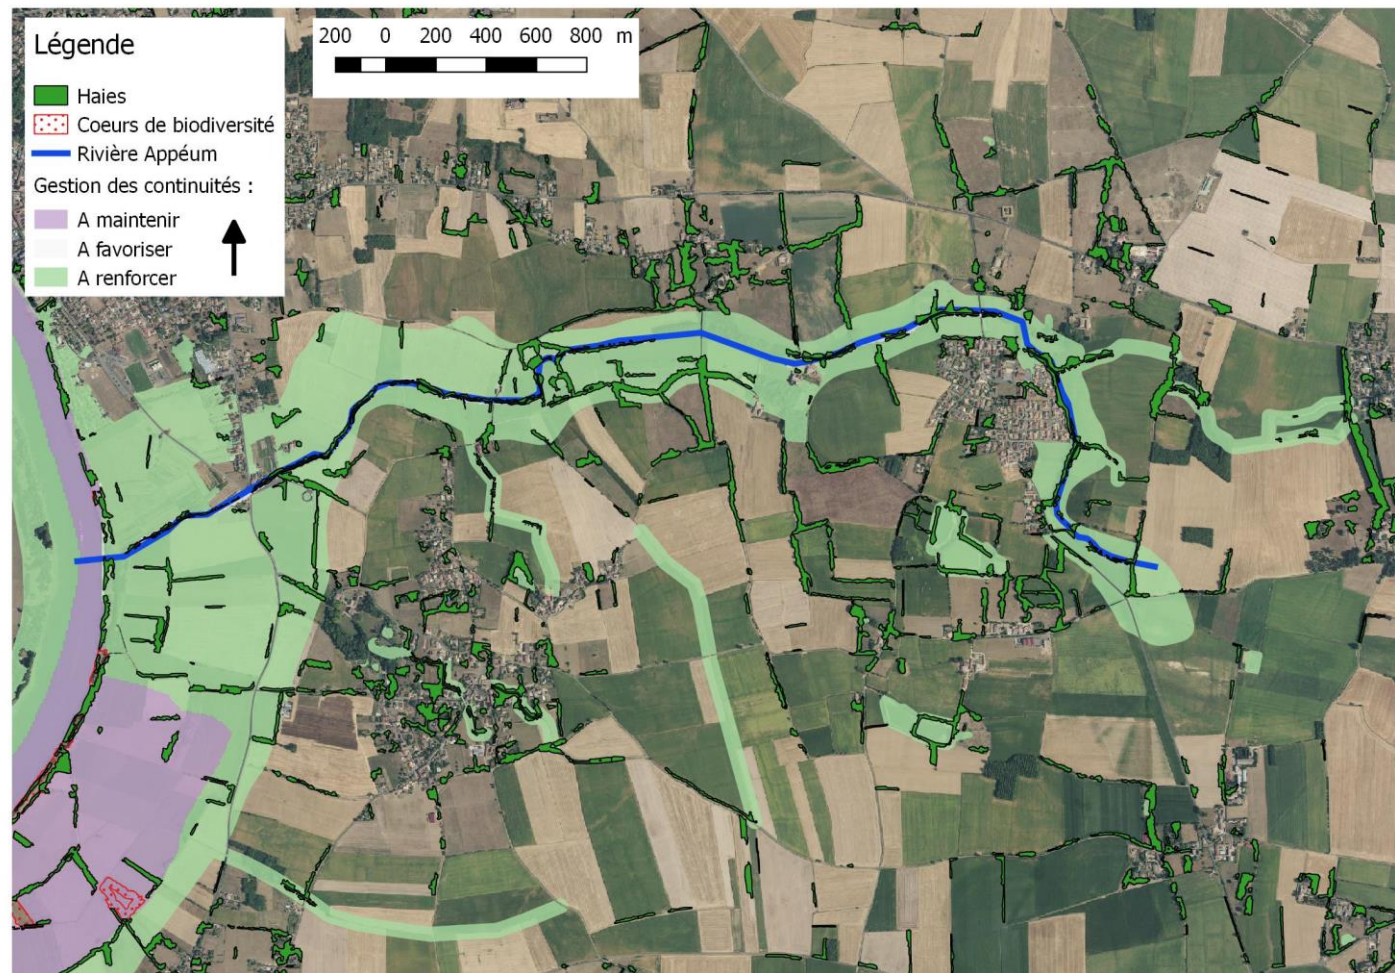 Légende
Haies
Coeurs de biodiversité
Rivière Appéum
Gestion des continuités :
A maintenir
A favoriser
A renforcer
200 0 200 400 600 800 m